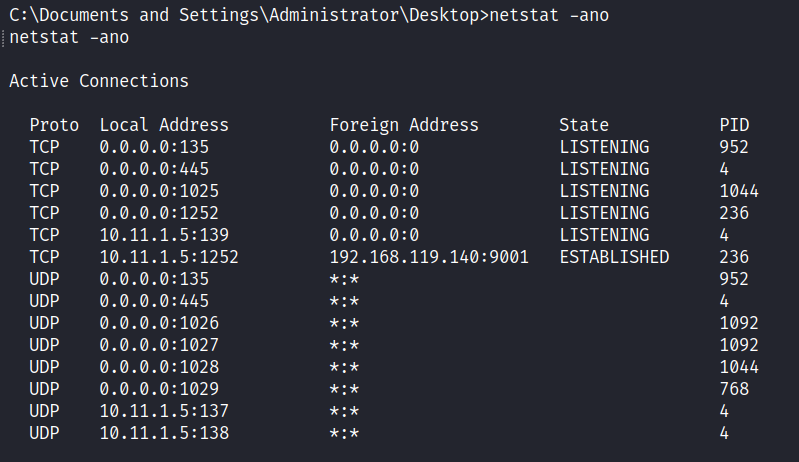 C:\Documents and Settings\Administrator\Desktop>netstat -ano
netstat -ano
Active Connections
Proto Local Address Foreign Address State PID
TCP 0.0.0.0:135 0.0.0.0:0 LISTENING 952
TCP 0.0.0.0:445 0.0.0.0:0 LISTENING 4
TCP 0.0.0.0:1025 0.0.0.0:0 LISTENING 1044
TCP 0.0.0.0:1252 0.0.0.0:0 LISTENING 236
TCP 10.11.1.5:139 0.0.0.0:0 LISTENING 4
TCP 10.11.1.5:1252 192.168.119.140:9001 ESTABLISHED 236
UDP 0.0.0.0:135 *:* 952
UDP 0.0.0.0:445 *:* 4
UDP 0.0.0.0:1026 *:* 1092
UDP 0.0.0.0:1027 *:* 1092
UDP 0.0.0.0:1028 *:* 1044
UDP 0.0.0.0:1029 *:* 768
UDP 10.11.1.5:137 *:* 4
UDP 10.11.1.5:138 *:* 4